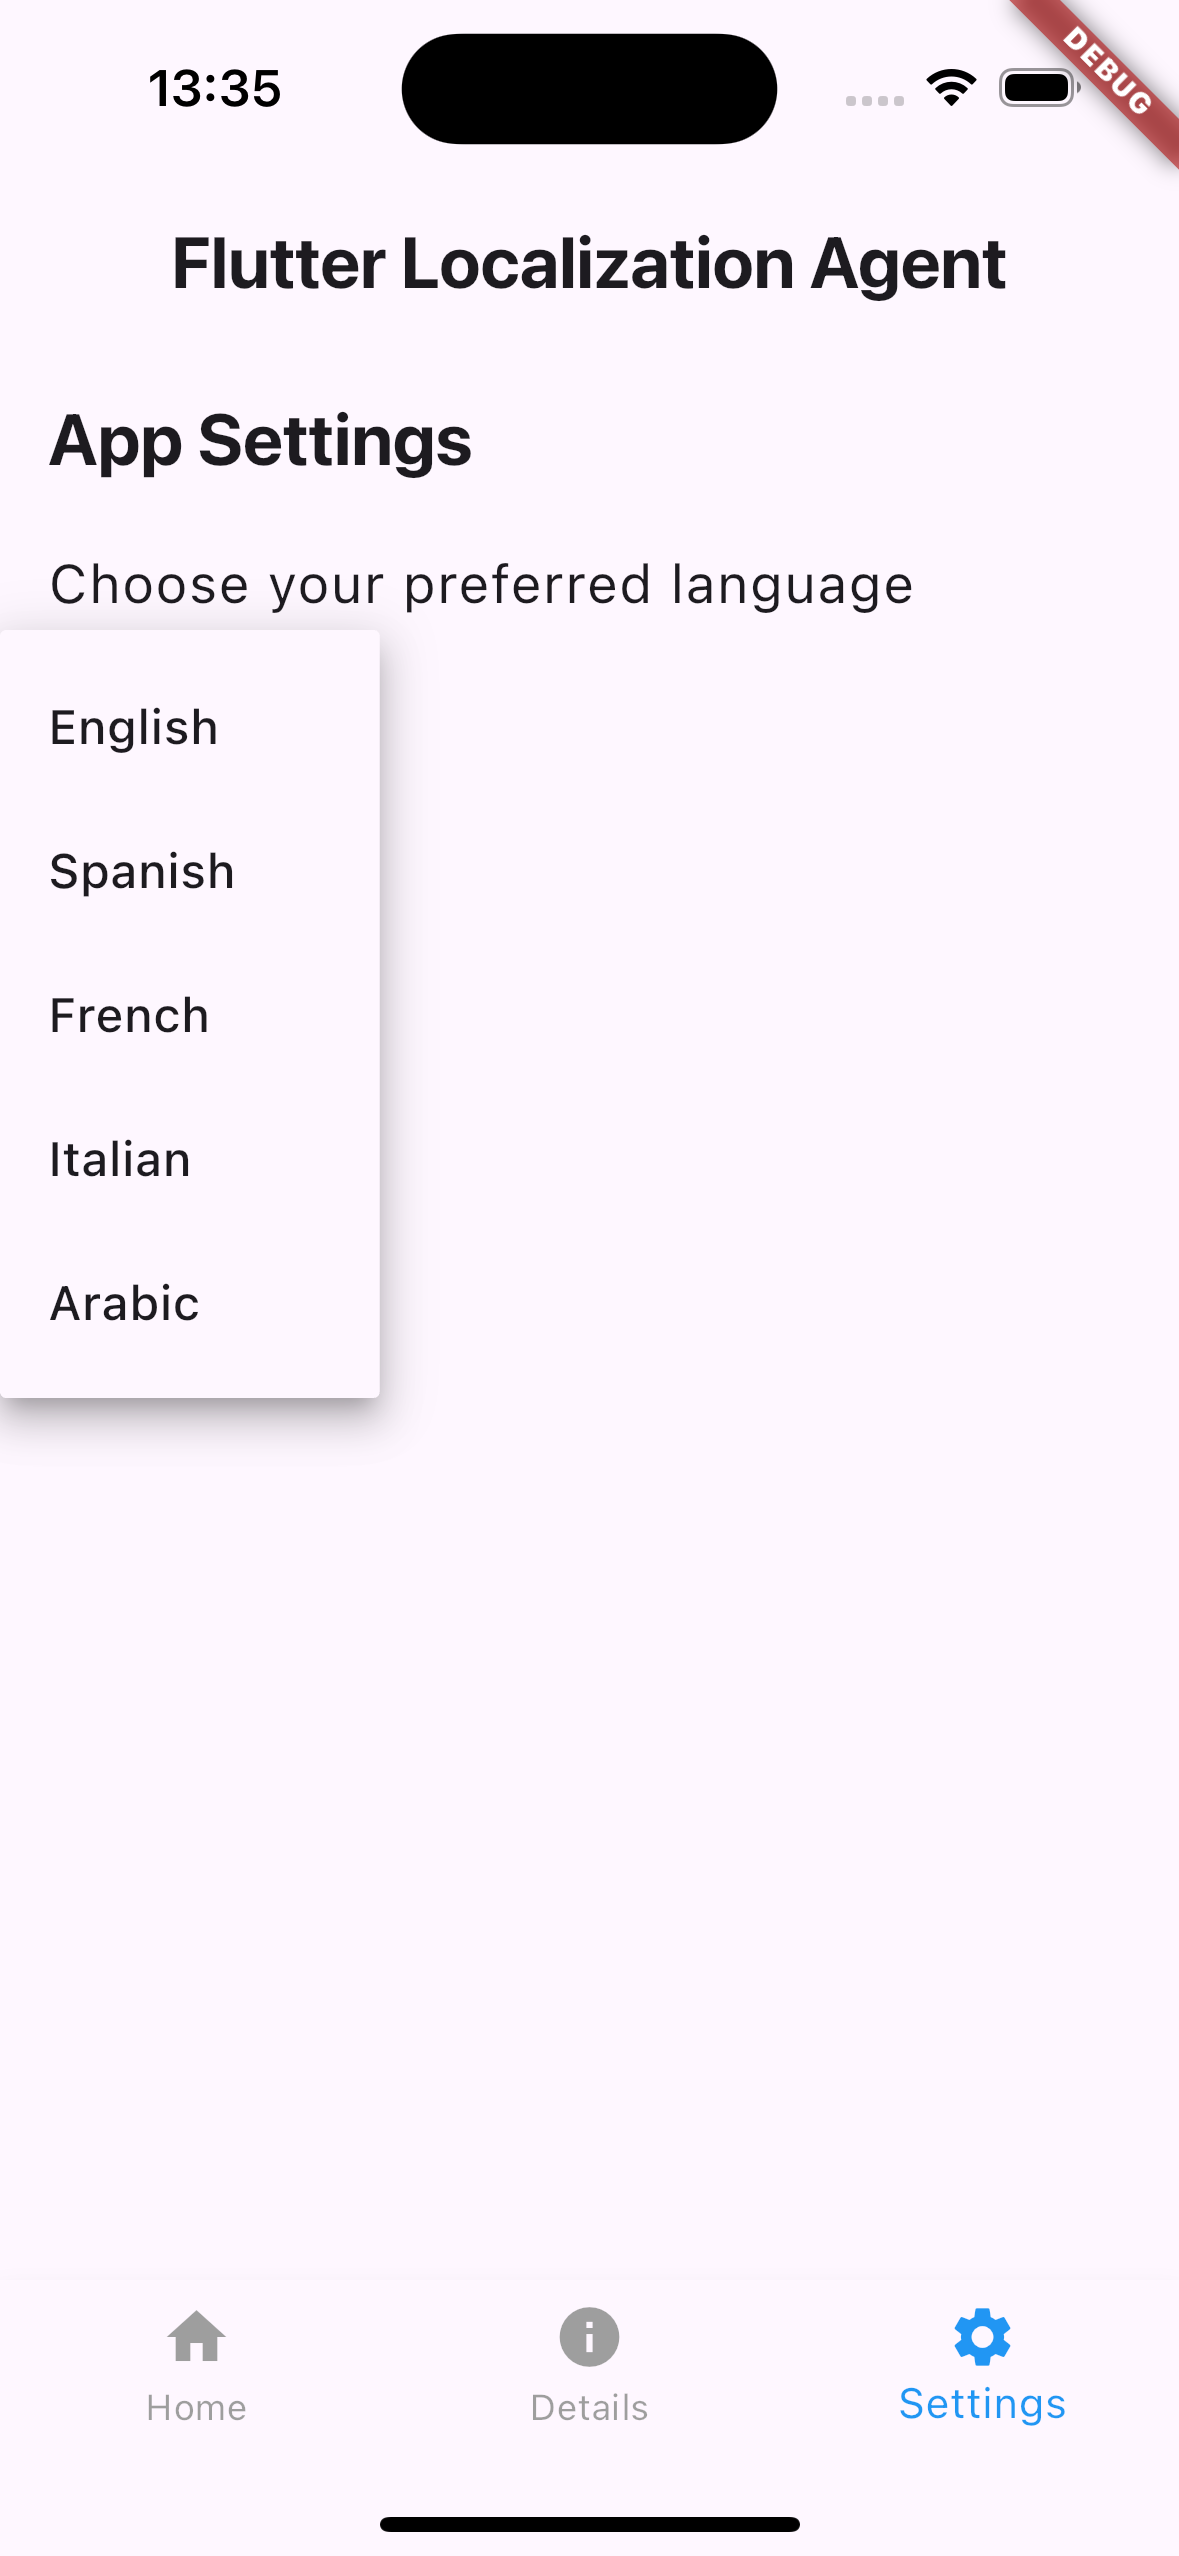 13:35
DEBUG
Flutter Localization Agent
App Settings
Choose your preferred language
English
Spanish
French
Italian
Arabic
Home
Details
Settings